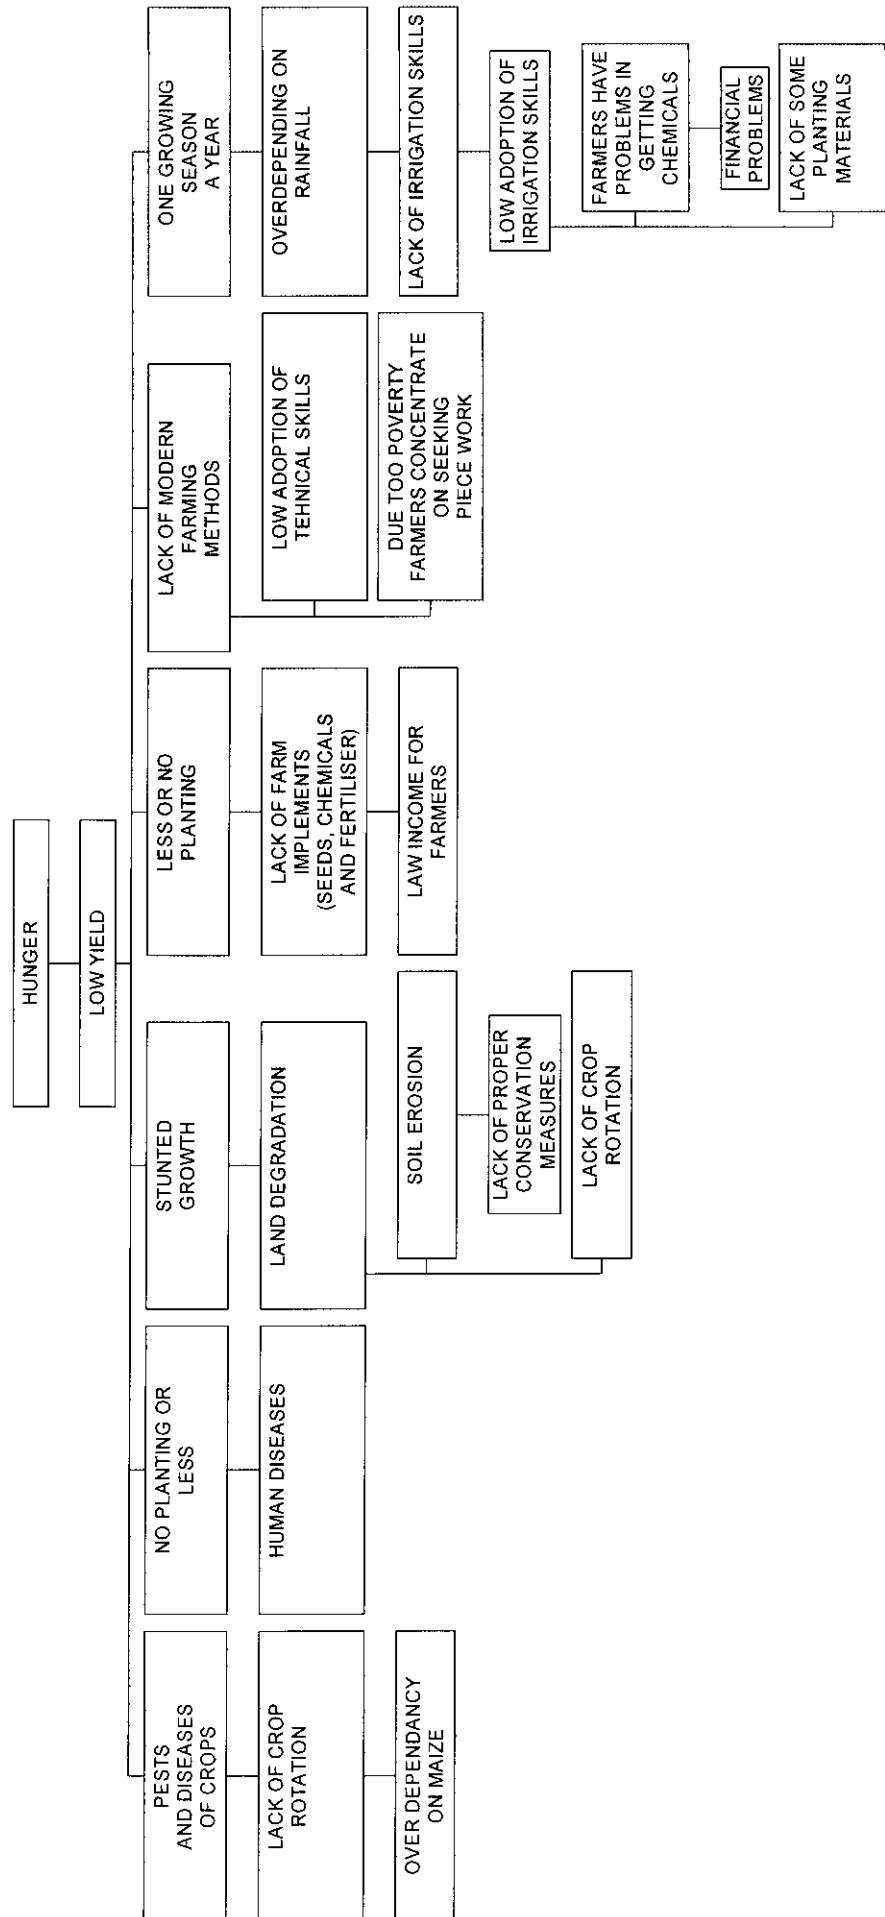 HUNGER
LOW YIELD
PESTS
AND DISEASES
OF CROPS
LACK OF CROP
ROTATION
OVER DEPENDANCY
ON MAIZE
NO PLANTING OR
LESS
HUMAN DISEASES
STUNTED
GROWTH
LAND DEGRADATION
SOIL EROSION
LACK OF PROPER
CONSERVATION
MEASURES
LACK OF CROP
ROTATION
LESS OR NO
PLANTING
LACK OF FARM
IMPLEMENTS
(SEEDS, CHEMICALS
AND FERTILISER)
LAW INCOME FOR
FARMERS
LACK OF MODERN
FARMING
METHODS
LOW ADOPTION OF
TEHNICAL SKILLS
DUE TOO POVERTY
FARMERS CONCENTRATE
ON SEEKING
PIECE WORK
ONE GROWING
SEASON
A YEAR
OVERDEPENDING ON
RAINFALL
LACK OF IRRIGATION SKILLS
LOW ADOPTION OF
IRRIGATION SKILLS
FARMERS HAVE
PROBLEMS IN
GETTING
CHEMICALS
FINANCIAL
PROBLEMS
LACK OF SOME
PLANTING
MATERIALS